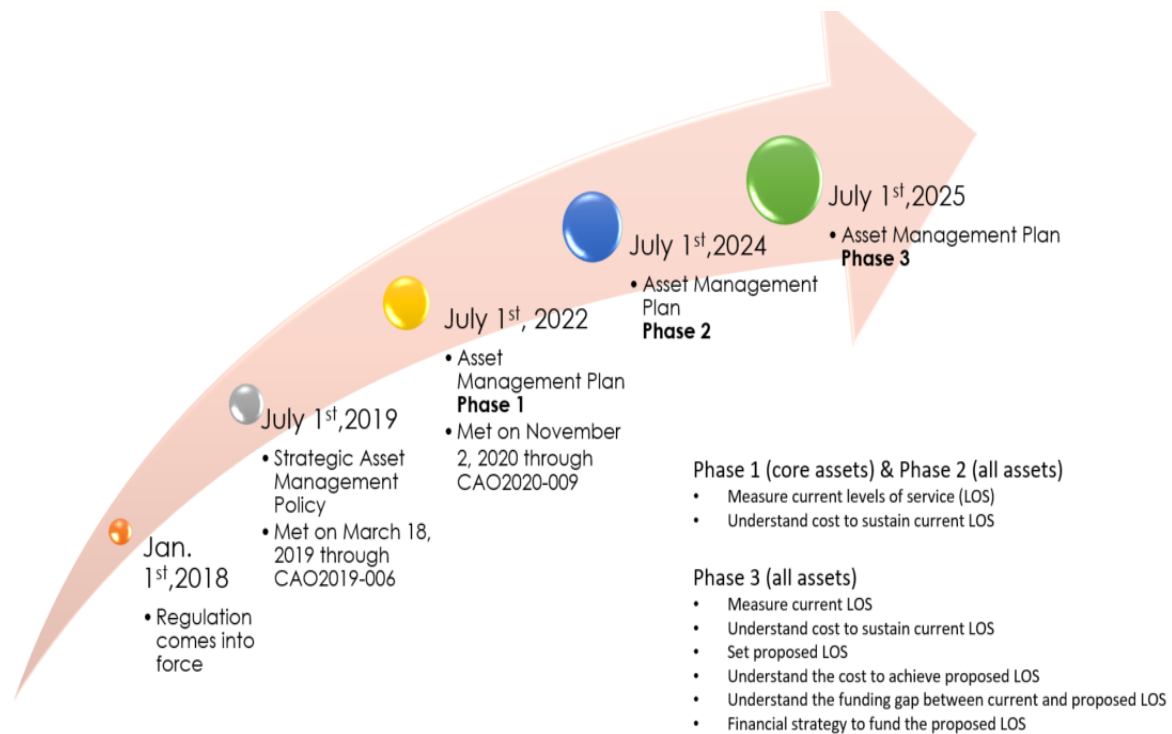 Jan.
1st,2018
• Regulation
comes into
force
July 1st,2019
• Strategic Asset
Management
Policy
• Met on March 18,
2019 through
CAO2019-006
July 1st, 2022
• Asset
Management Plan
Phase 1
• Met on November
2, 2020 through
CAO2020-009
July 1st,2024
• Asset Management
Plan
Phase 2
July 1st,2025
• Asset Management Plan
Phase 3
Phase 1 (core assets) & Phase 2 (all assets)
• Measure current levels of service (LOS)
• Understand cost to sustain current LOS
Phase 3 (all assets)
• Measure current LOS
• Understand cost to sustain current LOS
• Set proposed LOS
• Understand the cost to achieve proposed LOS
• Understand the funding gap between current and proposed LOS
• Financial strategy to fund the proposed LOS